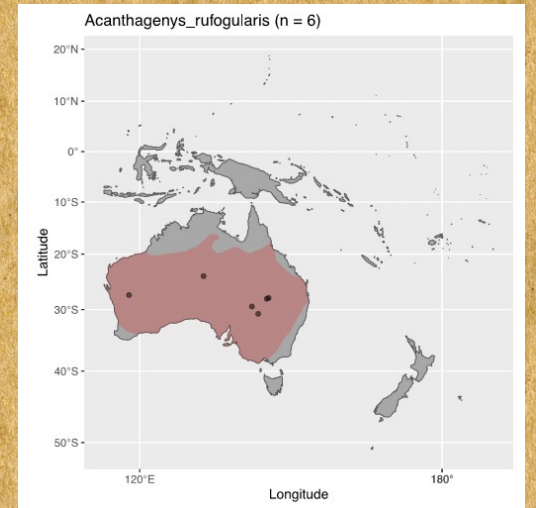 Acanthagenys_rufogularis (n = 6)
20°N
10°N
0°
10°S
20°S
30°S
40°S
50°S
Latitude
120°E
180°
Longitude